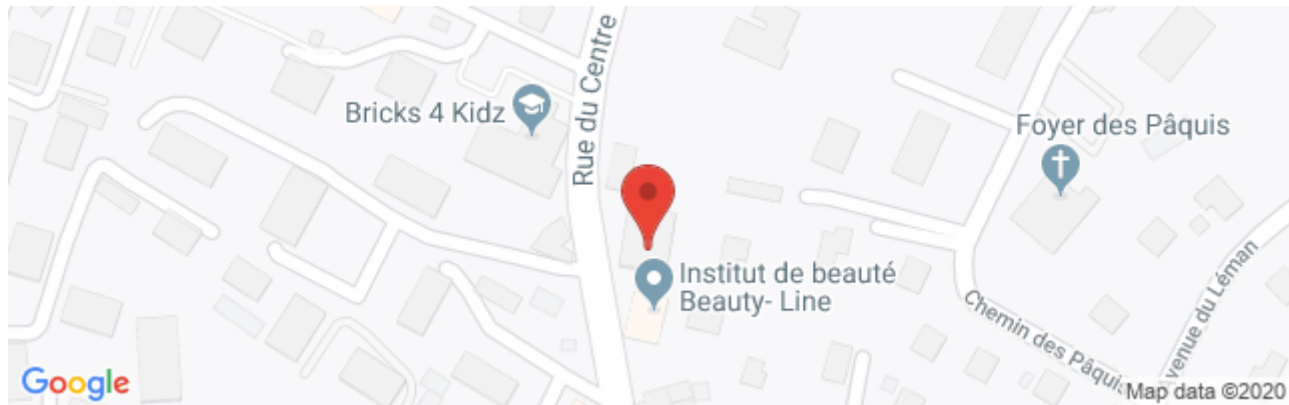 Rue du Centre
Bricks 4 Kidz
Foyer des Pâquis
Institut de beauté
Beauty- Line
Chemin des Pâquis
Avenue du Léman
Google
Map data ©2020